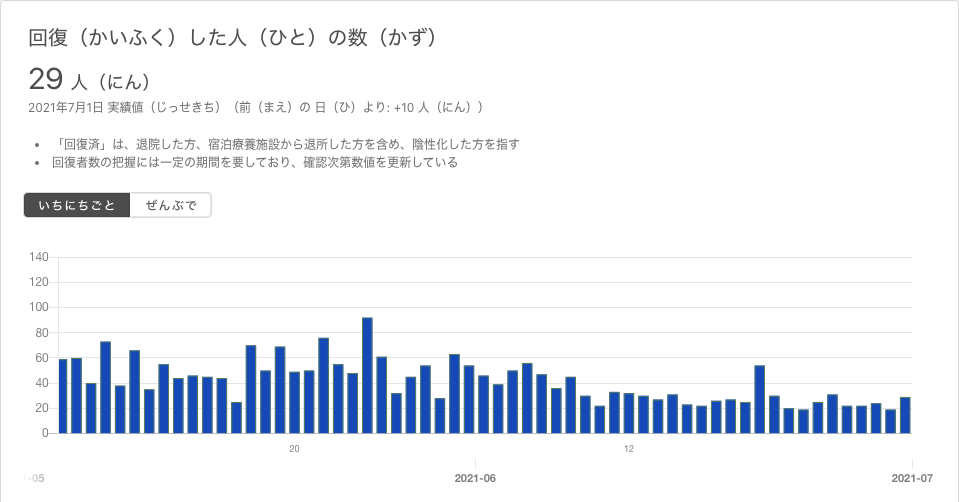 回復（かいふく）した人（ひと）の数（かず）
29 人（にん）
2021年7月1日 実績値（じっせきち）（前（まえ）の 日（ひ）より: +10 人（にん））
• 「回復済」は、退院した方、宿泊療養施設から退所した方を含め、陰性化した方を指す
• 回復者数の把握には一定の期間を要しており、確認次第数値を更新している
いちにちごと ぜんぶで
140
120
100
80
60
40
20
0
20 12
-05 2021-06 2021-07